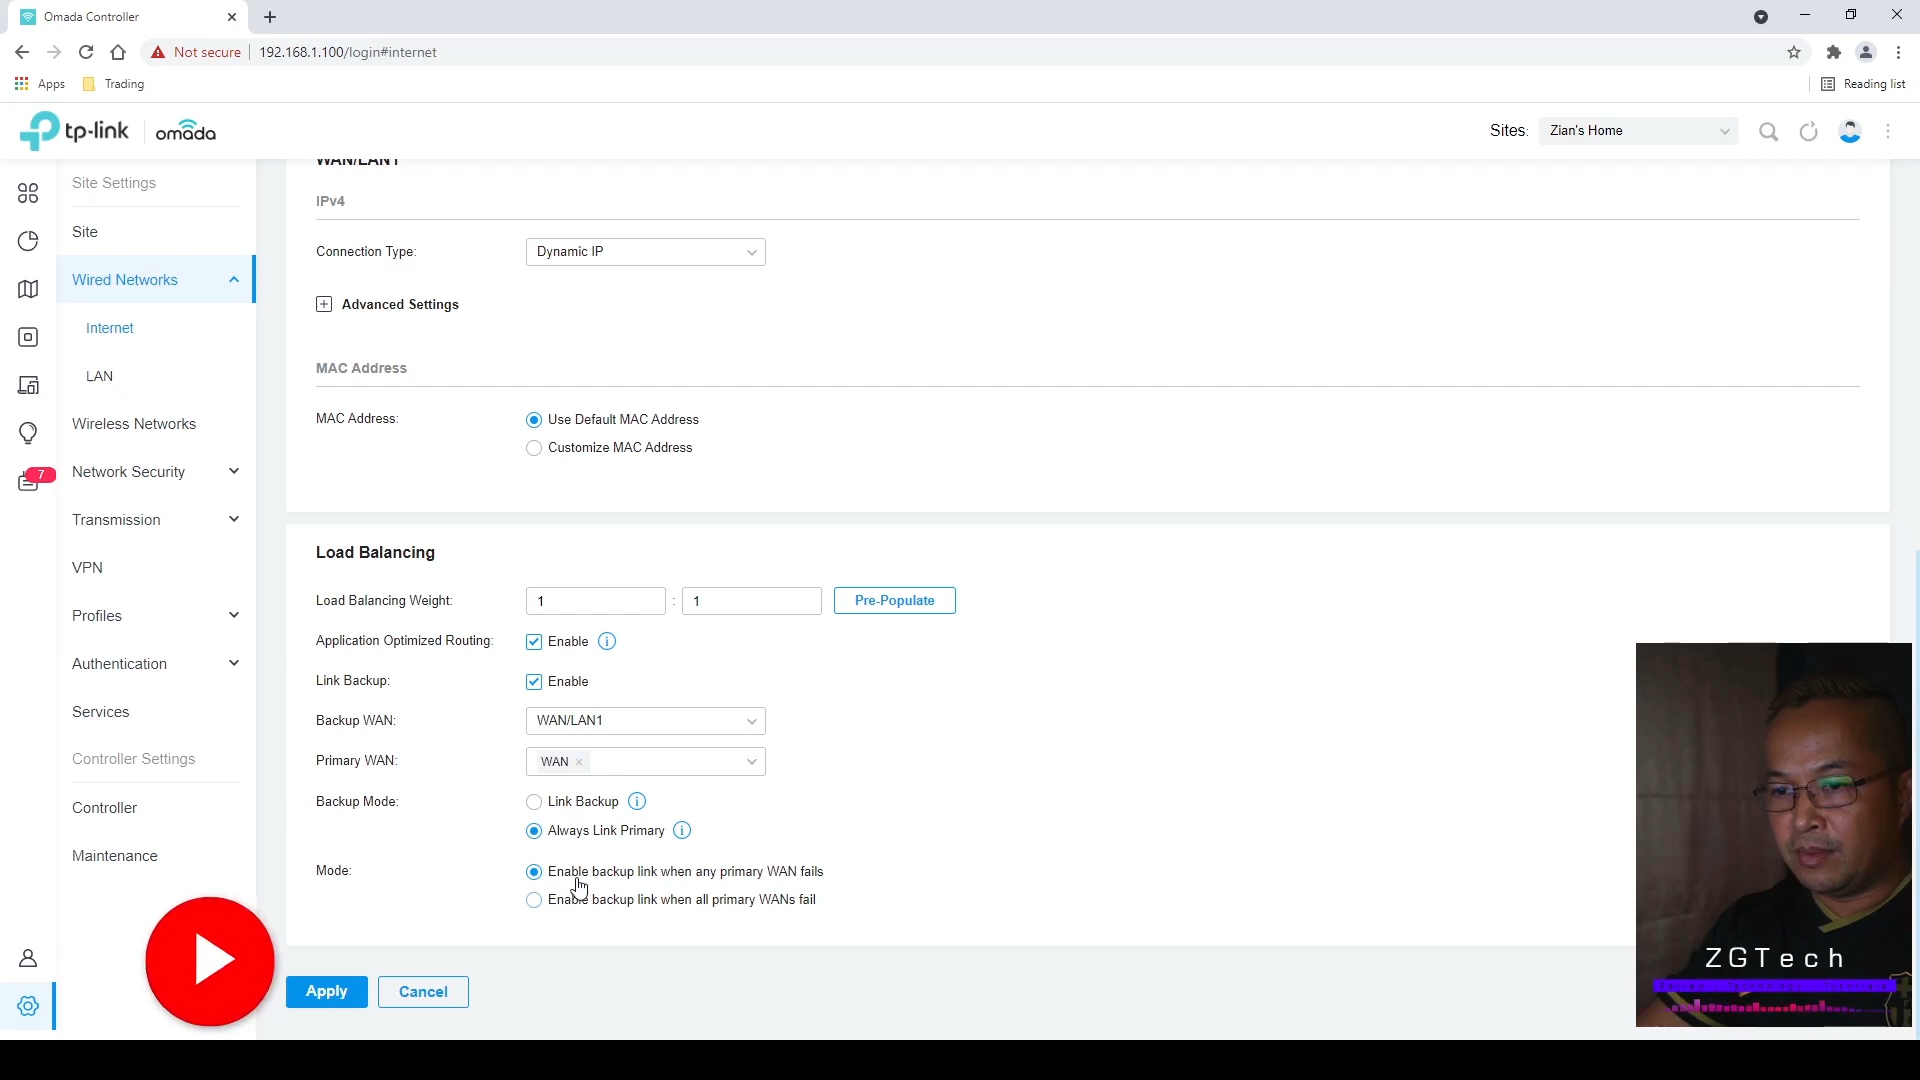 Omada Controller
Not secure 192.168.1.100/login#internet
Apps Trading Reading list
tp-link omada Sites: Zian's Home
WAN/LAN1
Site Settings
Site
Wired Networks
Internet
LAN
Wireless Networks
7
Network Security
Transmission
VPN
Profiles
Authentication
Services
Controller Settings
Controller
Maintenance
IPv4
Connection Type: Dynamic IP
Advanced Settings
MAC Address
MAC Address: Use Default MAC Address
Customize MAC Address
Load Balancing
Load Balancing Weight: 1 : 1 Pre-Populate
Application Optimized Routing: Enable
Link Backup: Enable
Backup WAN: WAN/LAN1
Primary WAN: WAN
Backup Mode: Link Backup
Always Link Primary
Mode: Enable backup link when any primary WAN fails
Enable backup link when all primary WANs fail
Apply Cancel
ZGTech